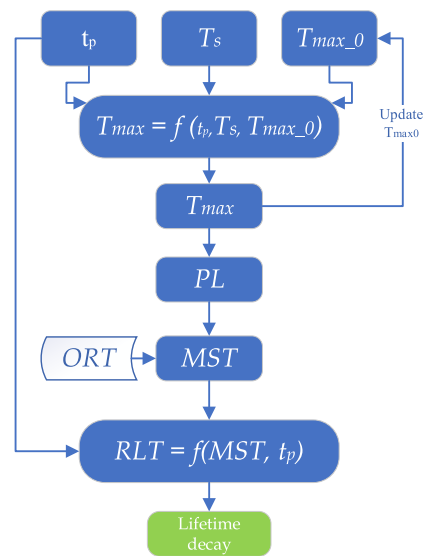 tp
Ts
Tmax_0
Tmax = f (tp,Ts, Tmax_0)
Update
Tmax0
Tmax
PL
ORT
MST
RLT = f(MST, tp)
Lifetime
decay